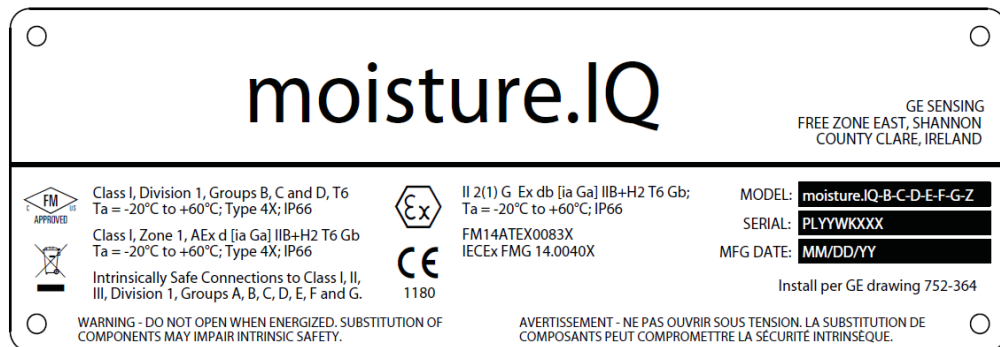 moisture.IQ
GE SENSING
FREE ZONE EAST, SHANNON
COUNTY CLARE, IRELAND
FM
C US
APPROVED
Class I, Division 1, Groups B, C and D, T6
Ta = -20°C to +60°C; Type 4X; IP66
Class I, Zone 1, AEx d [ia Ga] IIB+H2 T6 Gb
Ta = -20°C to +60°C; Type 4X; IP66
Intrinsically Safe Connections to Class I, II,
III, Division 1, Groups A, B, C, D, E, F and G.
Ex
CE
1180
II 2(1) G Ex db [ia Ga] IIB+H2 T6 Gb;
Ta = -20°C to +60°C; IP66
FM14ATEX0083X
IECEx FMG 14.0040X
MODEL: moisture.IQ-B-C-D-E-F-G-Z
SERIAL: PLYYWKXXX
MFG DATE: MM/DD/YY
Install per GE drawing 752-364
WARNING - DO NOT OPEN WHEN ENERGIZED. SUBSTITUTION OF
COMPONENTS MAY IMPAIR INTRINSIC SAFETY.
AVERTISSEMENT - NE PAS OUVRIR SOUS TENSION. LA SUBSTITUTION DE
COMPOSANTS PEUT COMPROMETTRE LA SÉCURITÉ INTRINSÈQUE.